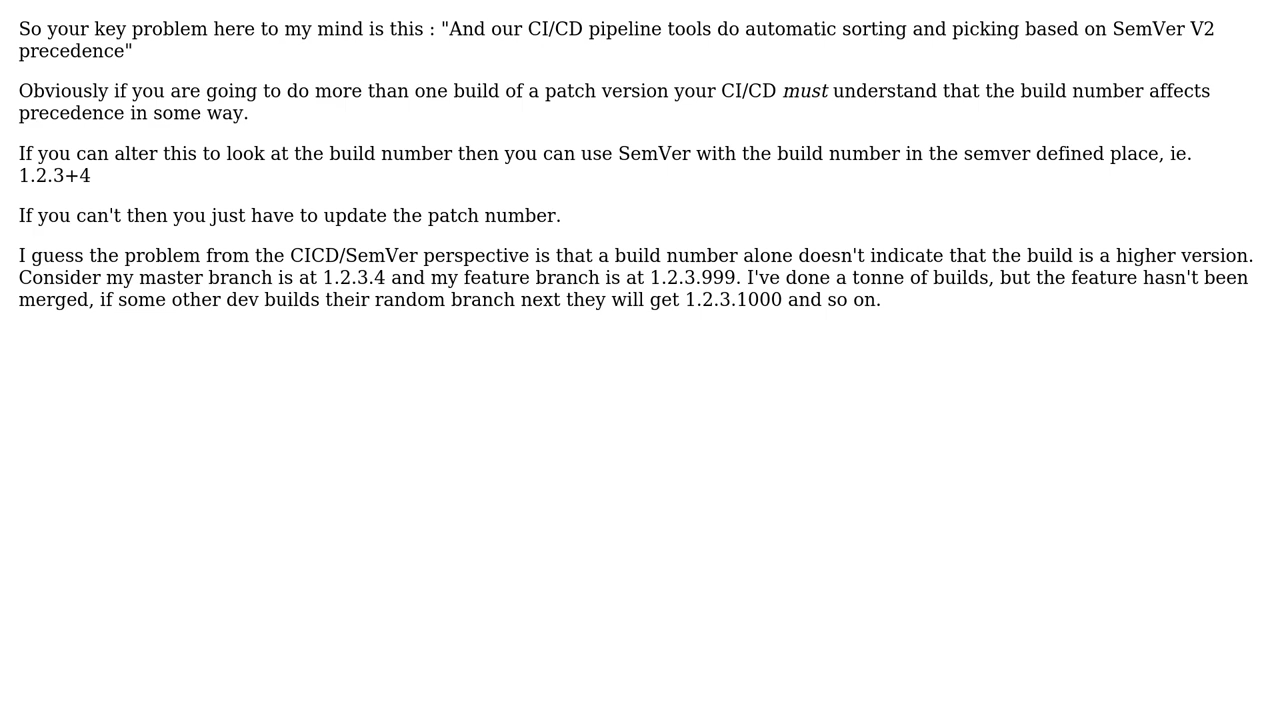 So your key problem here to my mind is this : "And our CI/CD pipeline tools do automatic sorting and picking based on SemVer V2
precedence"
Obviously if you are going to do more than one build of a patch version your CI/CD must understand that the build number affects
precedence in some way.
If you can alter this to look at the build number then you can use SemVer with the build number in the semver defined place, ie.
1.2.3+4
If you can't then you just have to update the patch number.
I guess the problem from the CICD/SemVer perspective is that a build number alone doesn't indicate that the build is a higher version.
Consider my master branch is at 1.2.3.4 and my feature branch is at 1.2.3.999. I've done a tonne of builds, but the feature hasn't been
merged, if some other dev builds their random branch next they will get 1.2.3.1000 and so on.